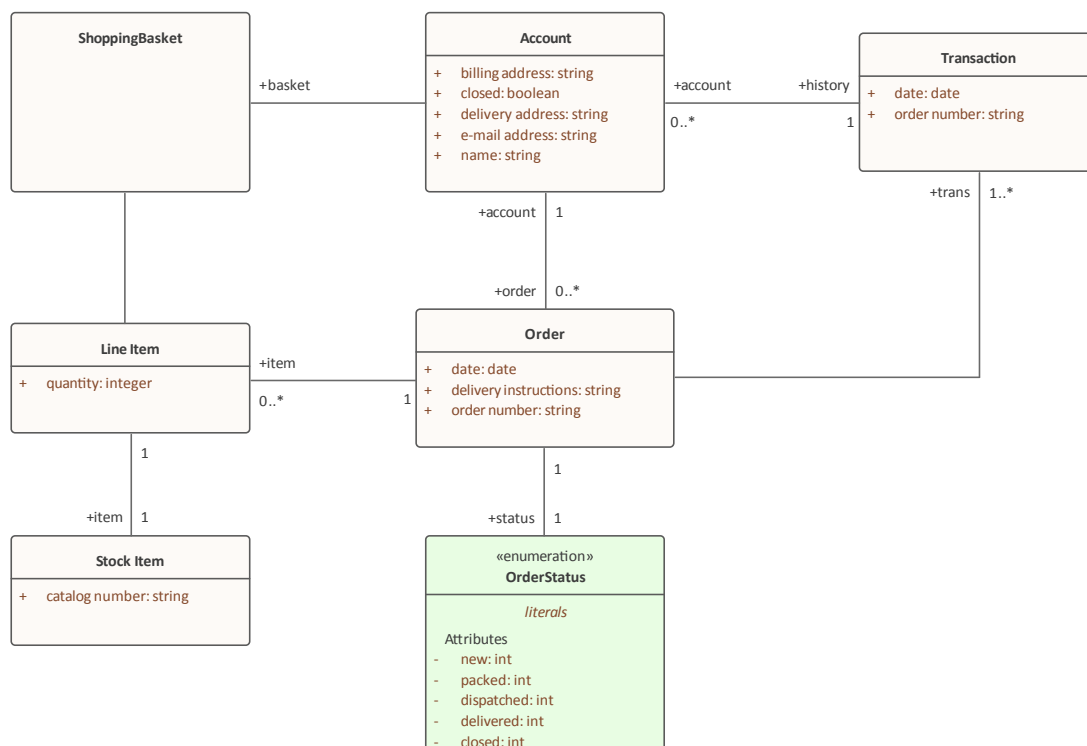 ShoppingBasket
+basket
Account
+ billing address: string
+ closed: boolean
+ delivery address: string
+ e-mail address: string
+ name: string
+account
0..*
+history
1
Transaction
+ date: date
+ order number: string
+trans
1..*
+account
1
+order
0..*
Line Item
+ quantity: integer
+item
0..*
1
Order
+ date: date
+ delivery instructions: string
+ order number: string
1
+item
1
Stock Item
+ catalog number: string
1
+status
1
«enumeration»
OrderStatus
literals
Attributes
- new: int
- packed: int
- dispatched: int
- delivered: int
- closed: int